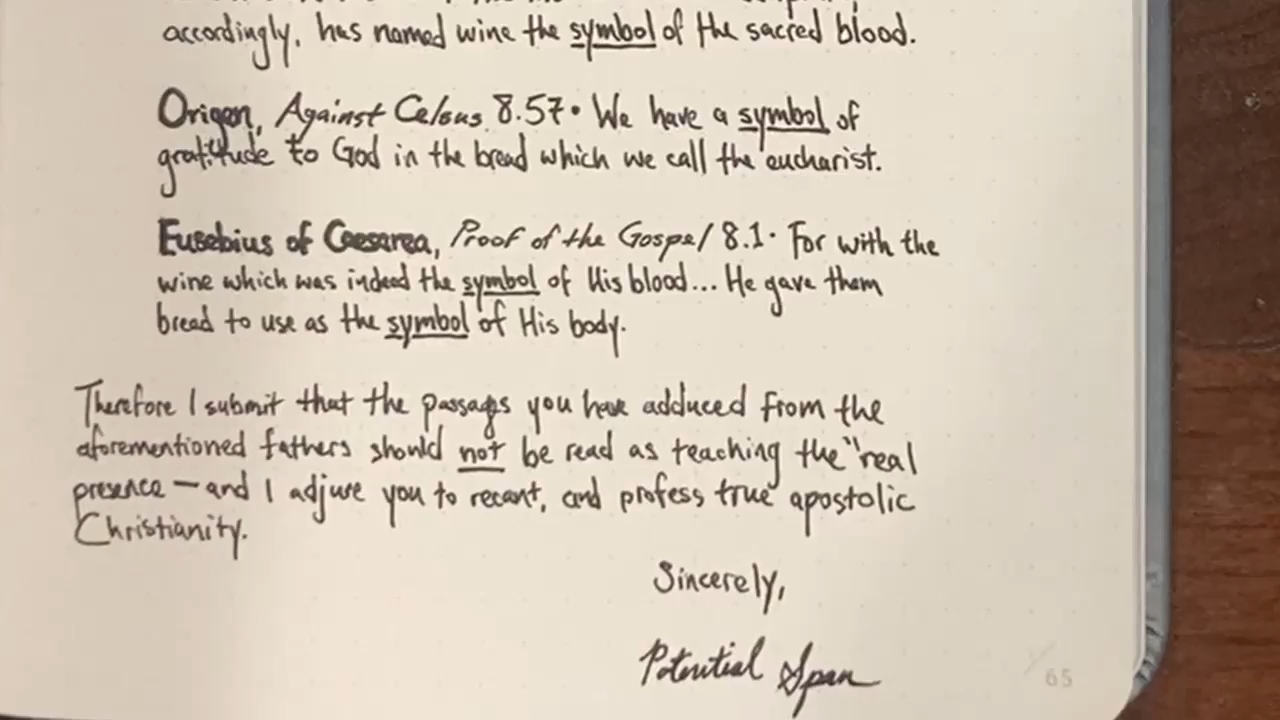 accordingly, has named wine the symbol of the sacred blood.
Origen, Against Celsus 8.57. We have a symbol of
gratitude to God in the bread which we call the eucharist.
Eusebius of Caesarea, Proof of the Gospel 8.1. For with the
wine which was indeed the symbol of His blood... He gave them
bread to use as the symbol of His body.
Therefore I submit that the passages you have adduced from the
aforementioned fathers should not be read as teaching the "real
presence — and I adjure you to recant, and profess true apostolic
Christianity.
Sincerely,
Potential Span
65